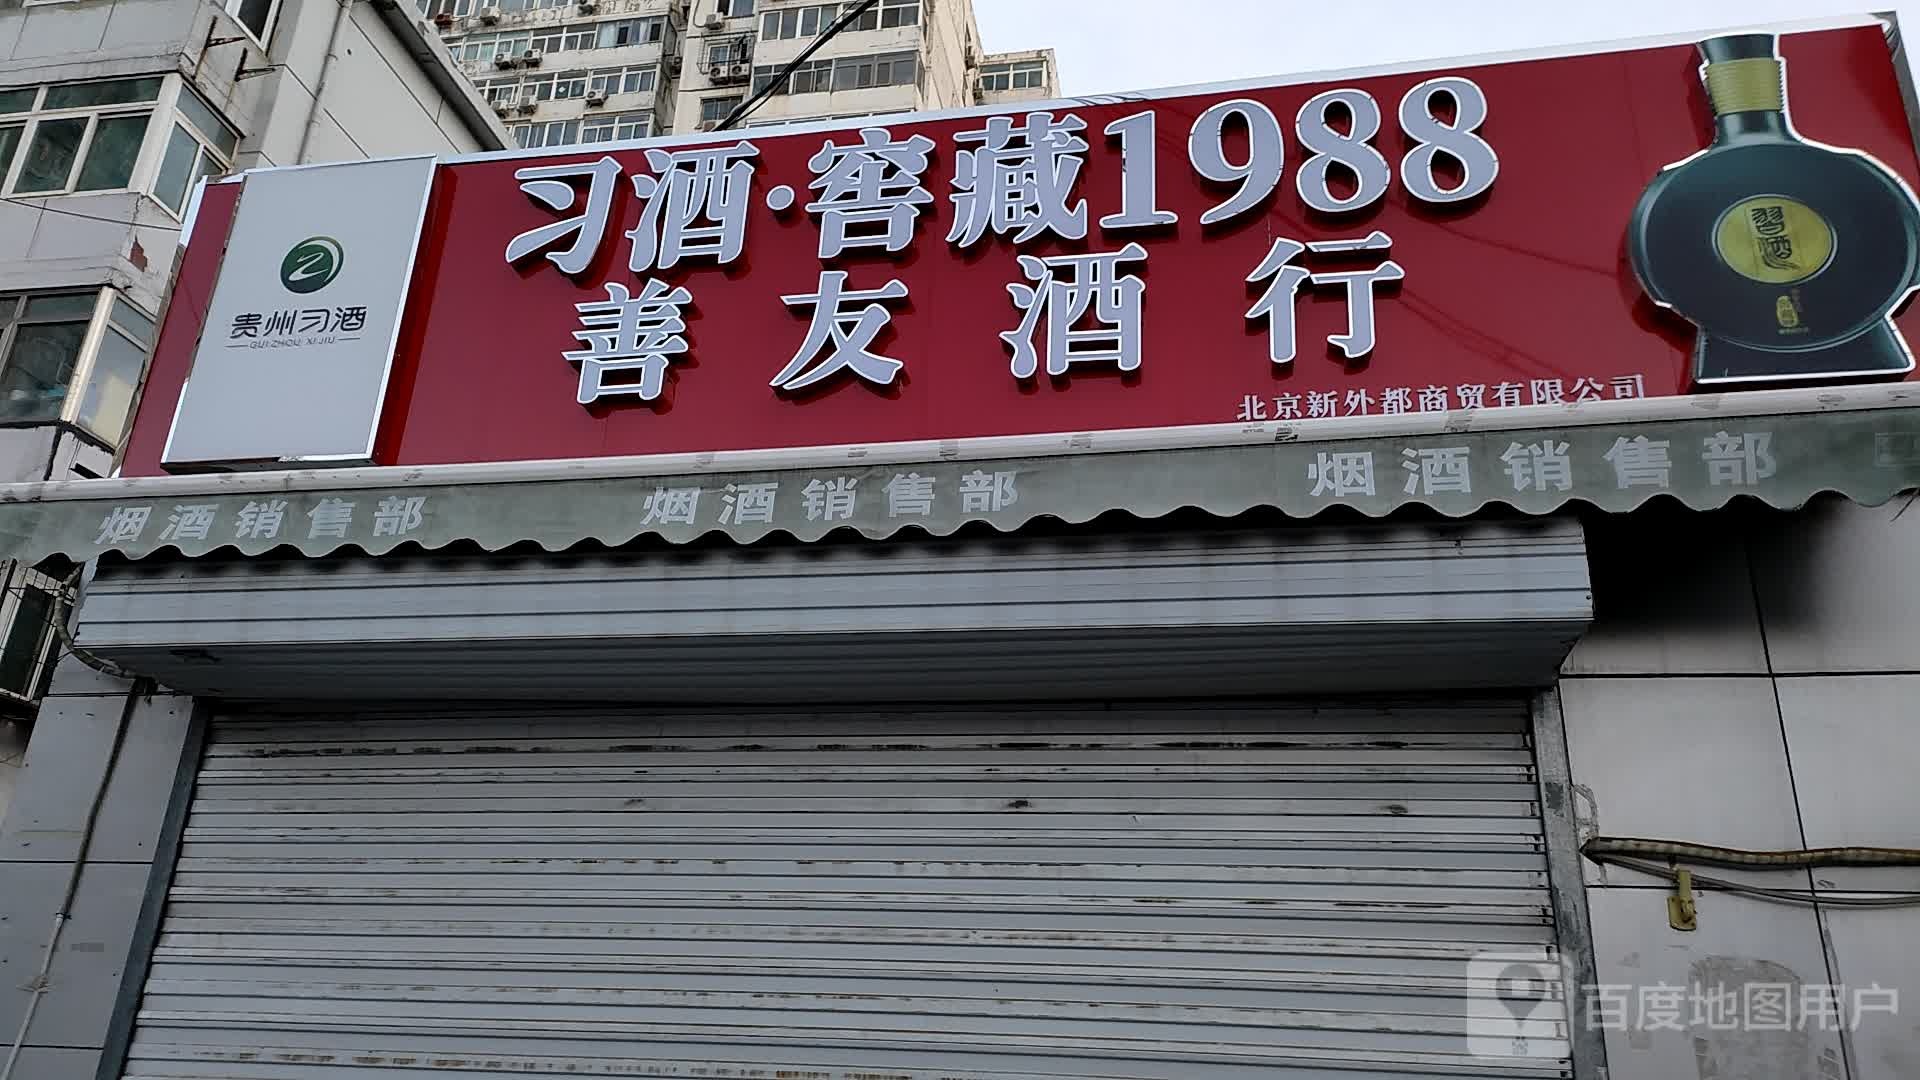 习酒·窖藏1988
贵州习酒
GUIZHOU XIJIU
善友酒行
習酒
北京新外都商贸有限公司
烟酒销售部 烟酒销售部 烟酒销售部
百度地图用户